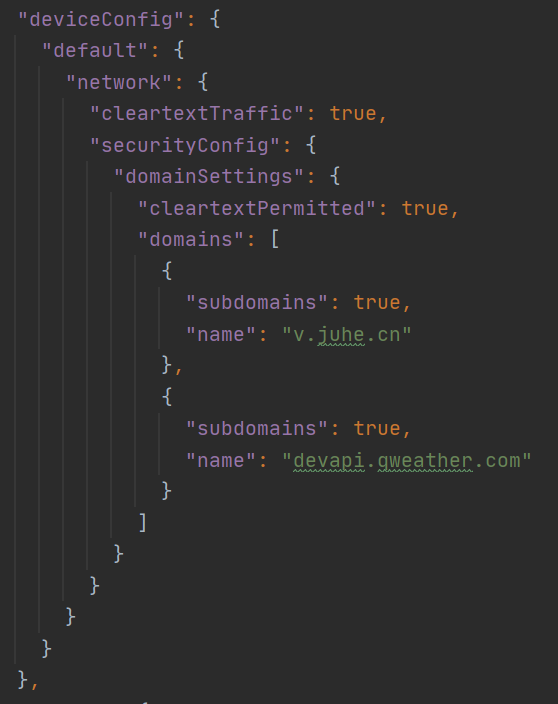 "deviceConfig": {
"default": {
"network": {
"cleartextTraffic": true,
"securityConfig": {
"domainSettings": {
"cleartextPermitted": true,
"domains": [
{
"subdomains": true,
"name": "v.juhe.cn"
},
{
"subdomains": true,
"name": "devapi.qweather.com"
}
]
}
}
}
}
},